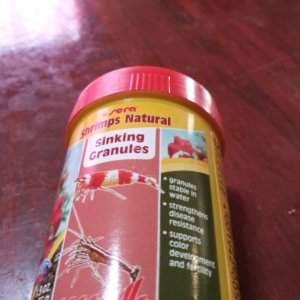 sera
Shrimps Natural
Sinking
Granules
• granules
stable in
water
• strengthens
disease
resistance
• supports
color
development
and fertility